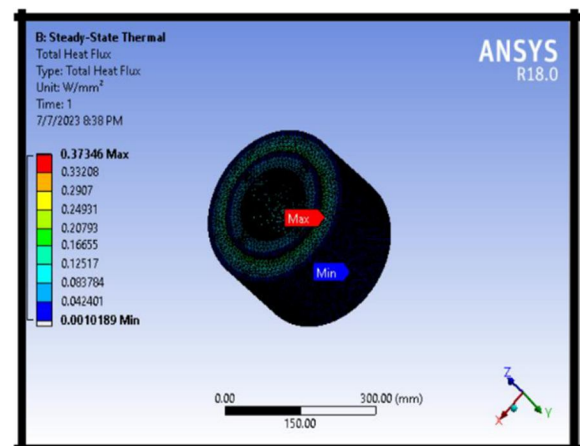 B: Steady-State Thermal
Total Heat Flux
Type: Total Heat Flux
Unit: W/mm²
Time: 1
7/7/2023 8:38 PM
ANSYS
R18.0
0.37346 Max
0.33208
0.2907
0.24931
0.20793
0.16655
0.12517
0.083784
0.042401
0.0010189 Min
Max
Min
0.00
300.00 (mm)
150.00
Z
Y
X